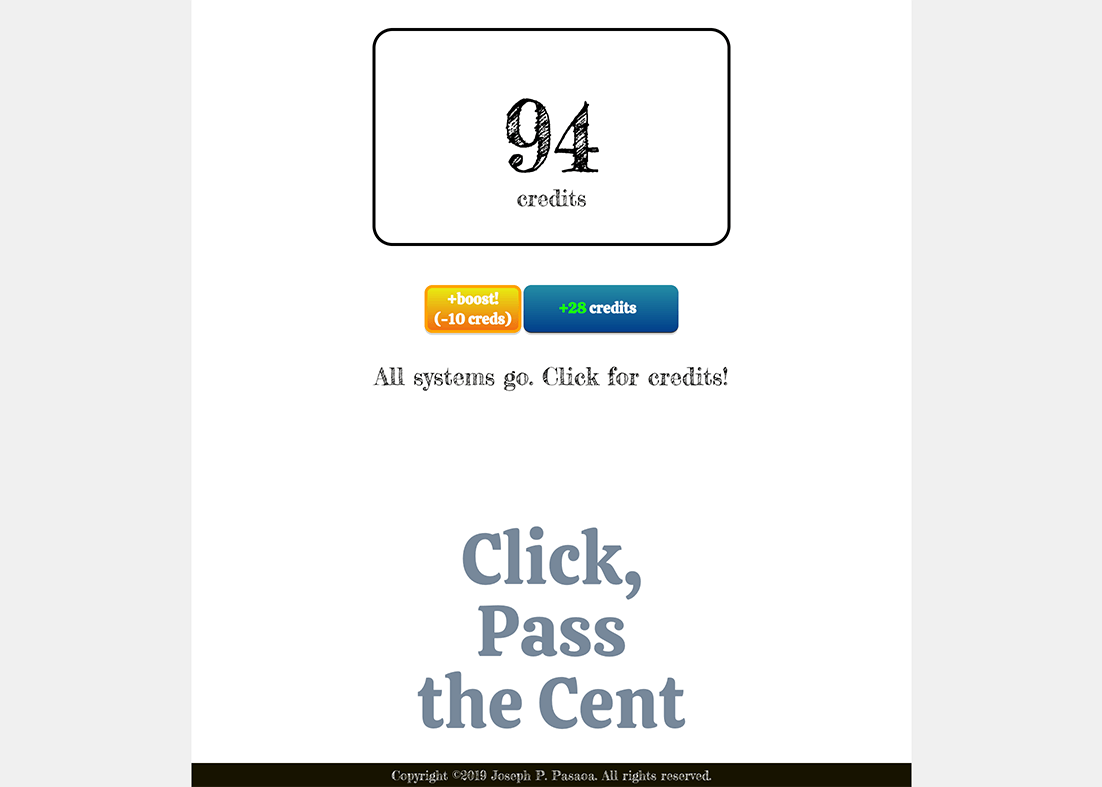 94
credits
+boost!
(-10 creds)
+28 credits
All systems go. Click for credits!
Click,
Pass
the Cent
Copyright ©2019 Joseph P. Pasaoa. All rights reserved.